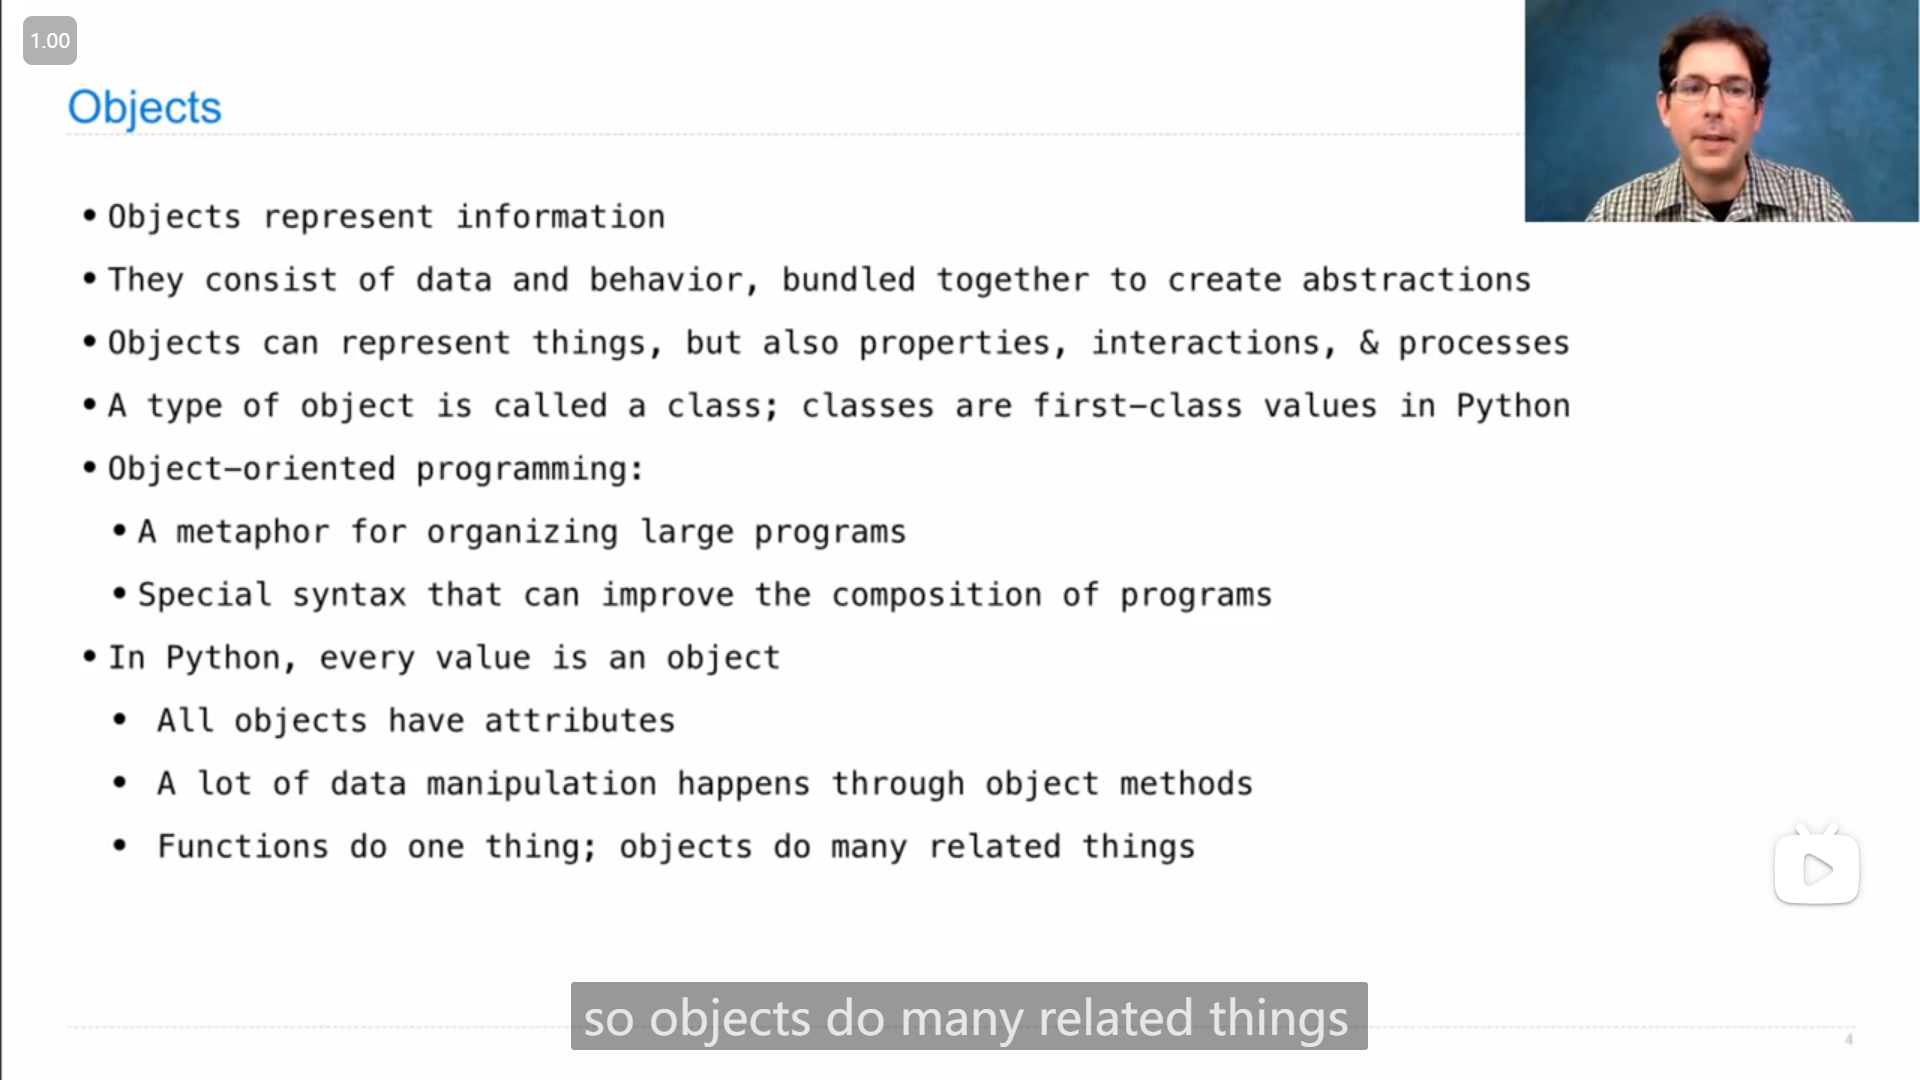 1.00
Objects
• Objects represent information
• They consist of data and behavior, bundled together to create abstractions
• Objects can represent things, but also properties, interactions, & processes
• A type of object is called a class; classes are first–class values in Python
• Object–oriented programming:
• A metaphor for organizing large programs
• Special syntax that can improve the composition of programs
• In Python, every value is an object
• All objects have attributes
• A lot of data manipulation happens through object methods
• Functions do one thing; objects do many related things
so objects do many related things
4